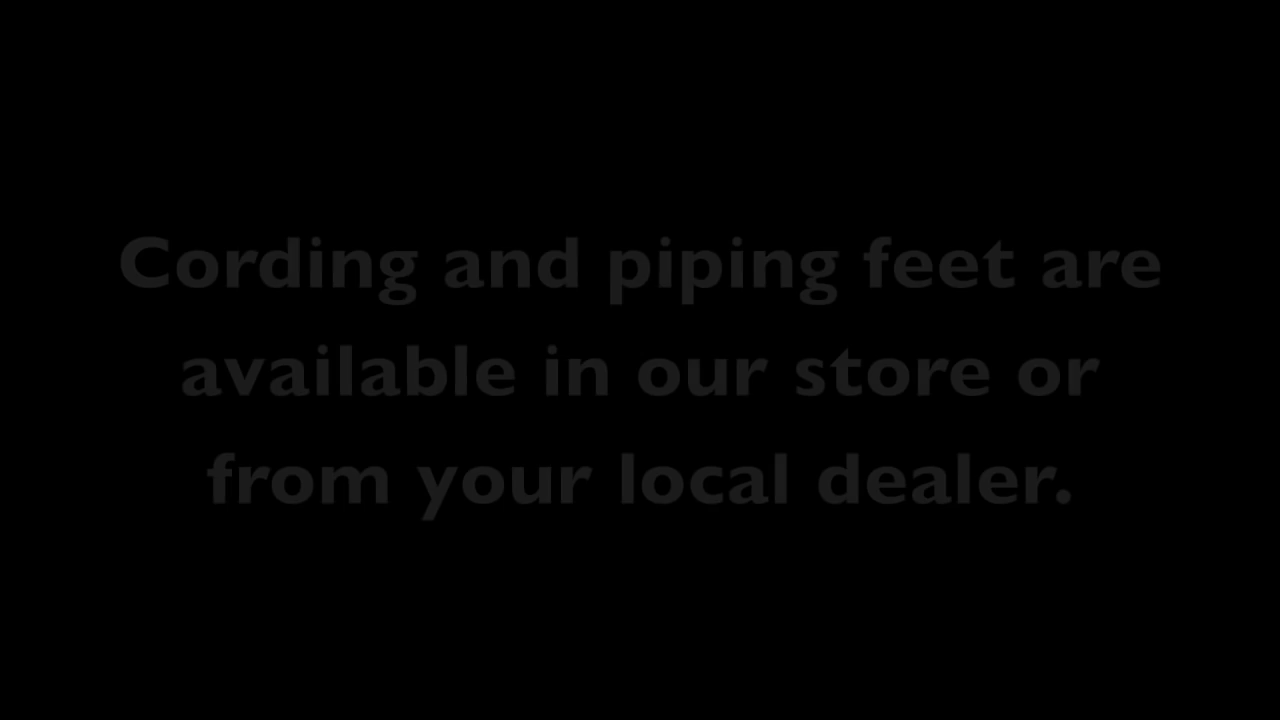 Cording and piping feet are
available in our store or
from your local dealer.